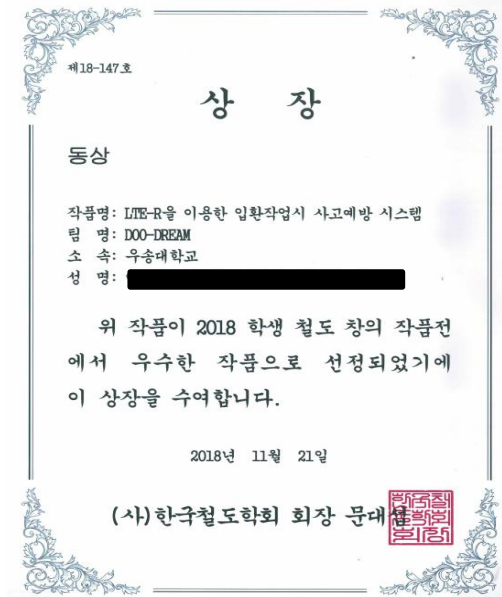 제18-147호
상 장
동상
작품명: LTE-R을 이용한 입환작업시 사고예방 시스템
팀 명: DOO-DREAM
소 속: 우송대학교
성 명:
위 작품이 2018 학생 철도 창의 작품전
에서 우수한 작품으로 선정되었기에
이 상장을 수여합니다.
2018년 11월 21일
(사)한국철도학회 회장 문대섭